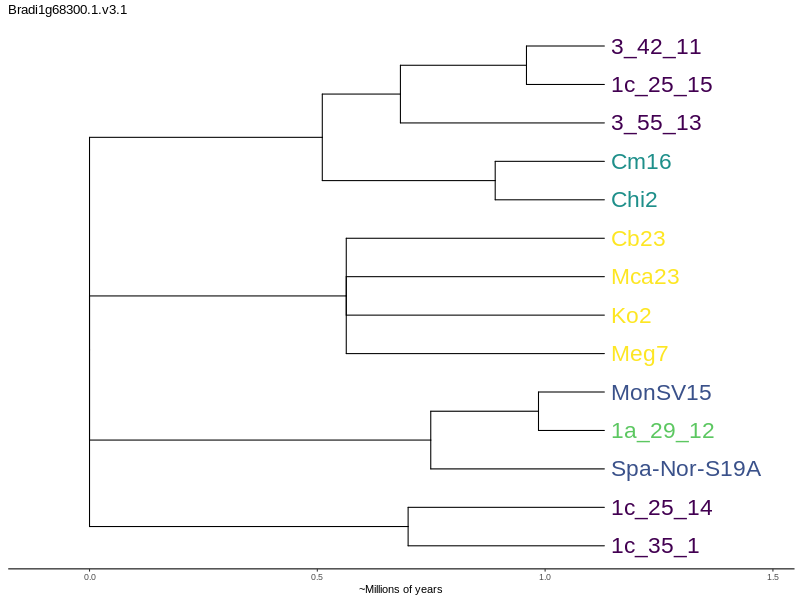 Bradi1g68300.1.v3.1
3_42_11
1c_25_15
3_55_13
Cm16
Chi2
Cb23
Mca23
Ko2
Meg7
MonSV15
1a_29_12
Spa-Nor-S19A
1c_25_14
1c_35_1
0.0 0.5 1.0 1.5
~Millions of years